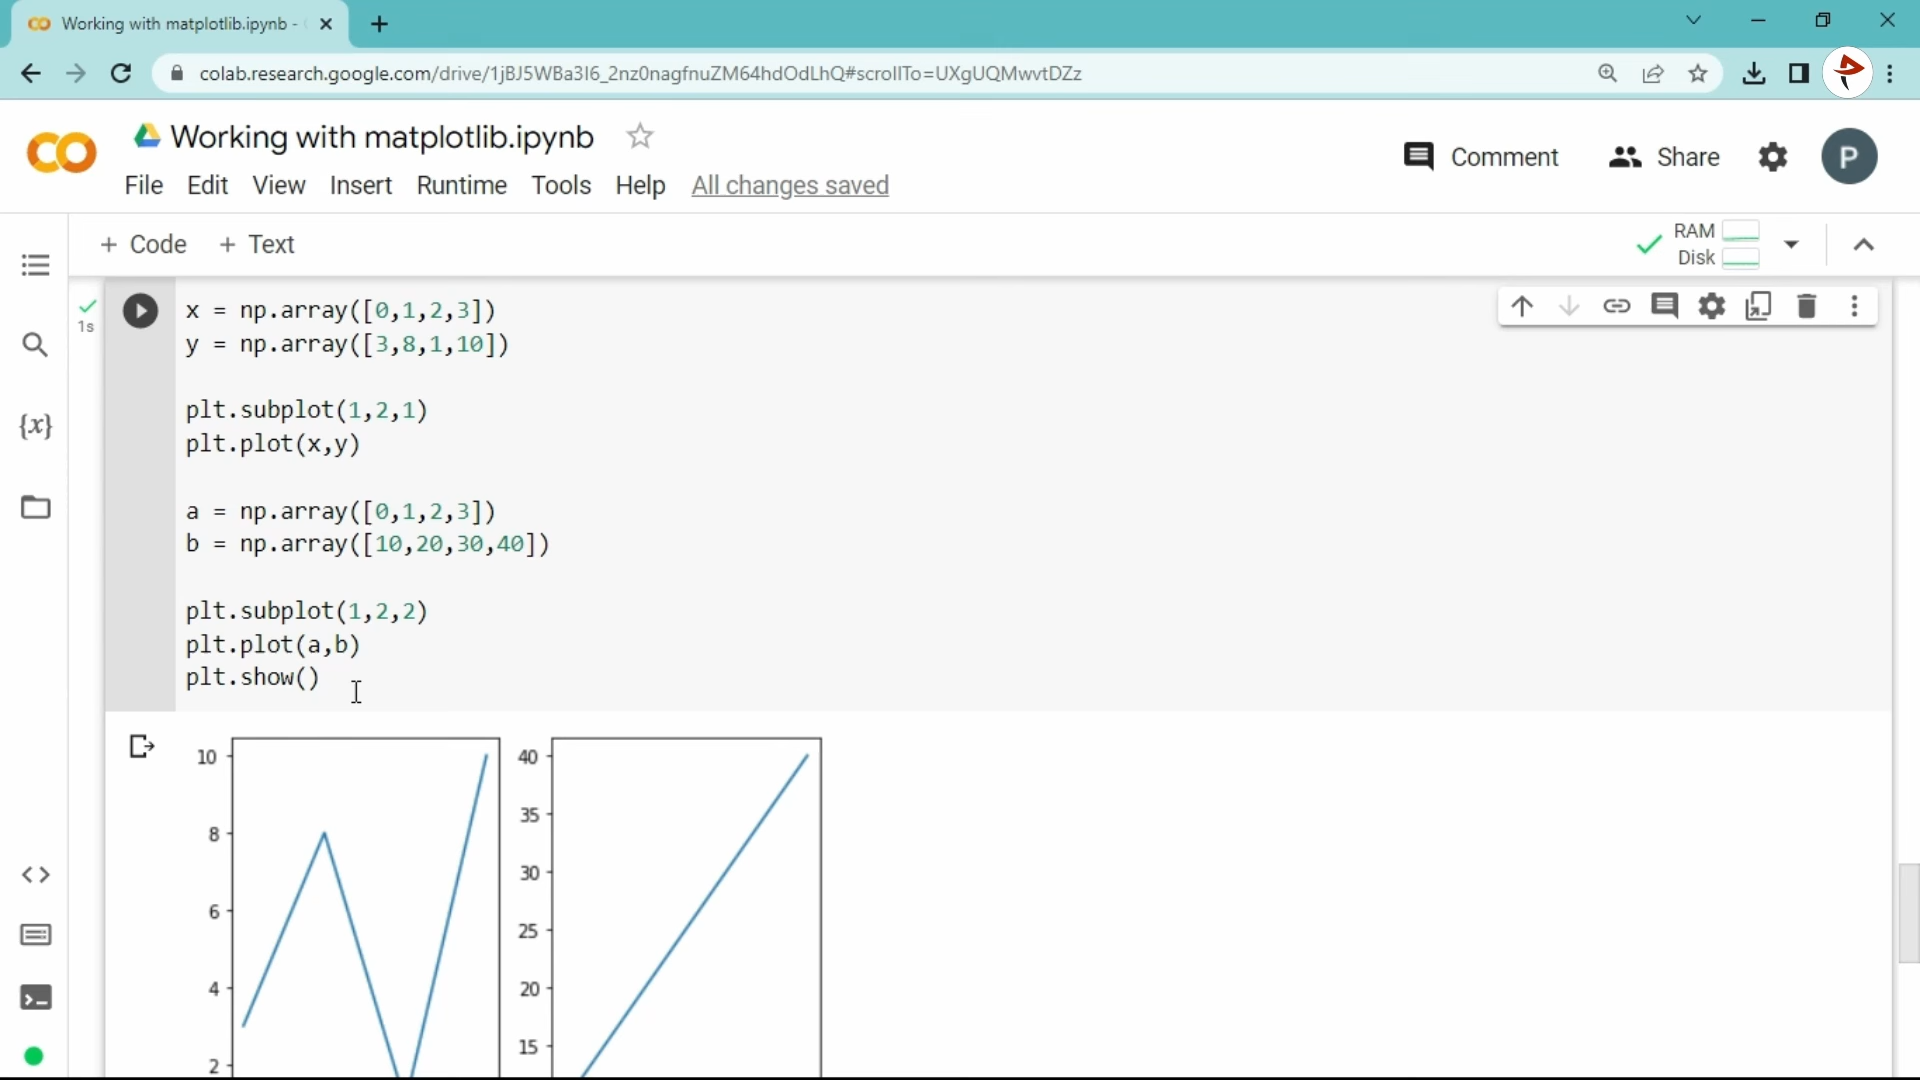 Working with matplotlib.ipynb -
colab.research.google.com/drive/1jBJ5WBa3I6_2nz0nagfnuZM64hdOdLhQ#scrollTo=UXgUQMwvtDZz
Working with matplotlib.ipynb
Comment
Share
P
File Edit View Insert Runtime Tools Help All changes saved
+ Code + Text
RAM
Disk
1s
x = np.array([0,1,2,3])
y = np.array([3,8,1,10])
{x}
plt.subplot(1,2,1)
plt.plot(x,y)
a = np.array([0,1,2,3])
b = np.array([10,20,30,40])
plt.subplot(1,2,2)
plt.plot(a,b)
plt.show()
10
8
6
4
2
40
35
30
25
20
15